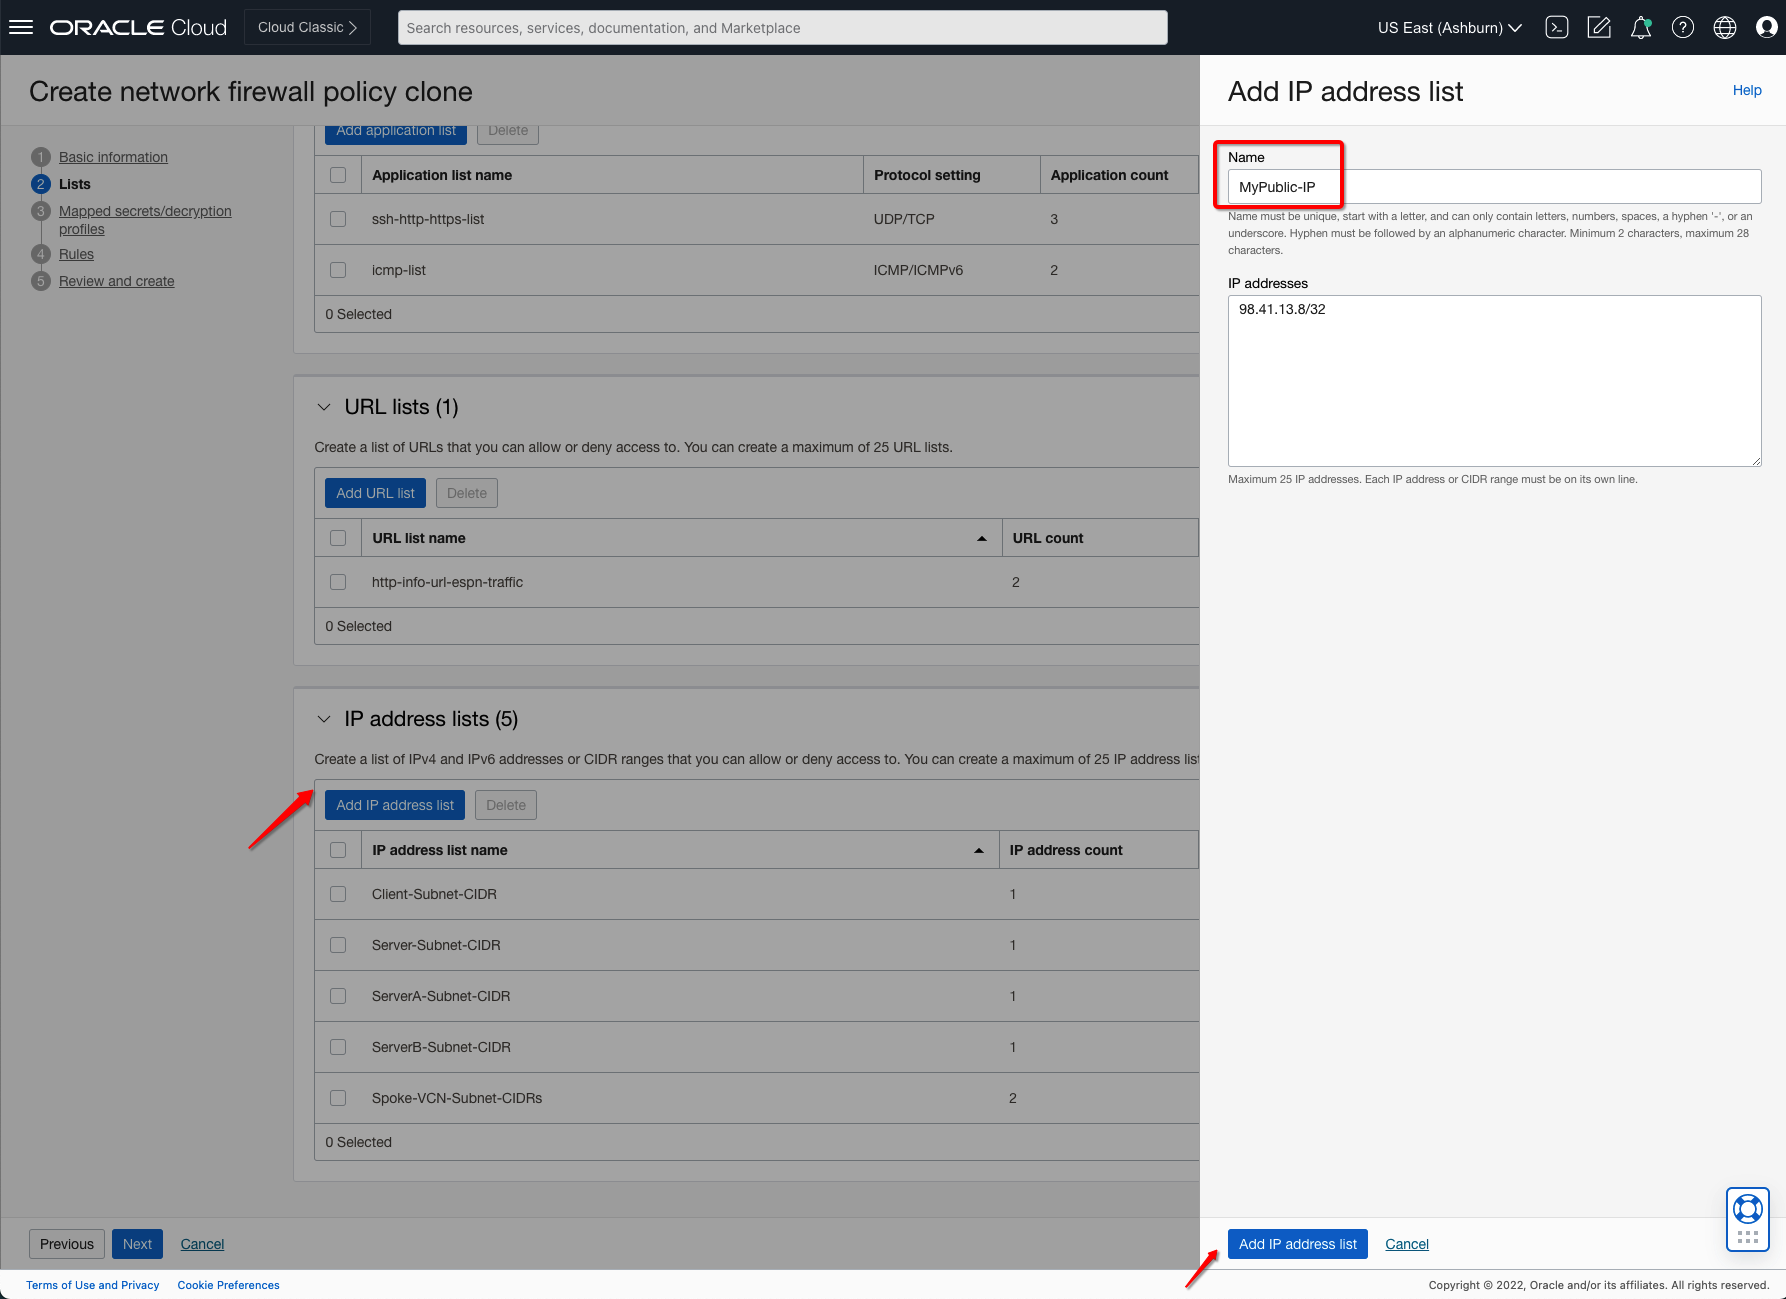 ORACLE Cloud
Cloud Classic
Search resources, services, documentation, and Marketplace
US East (Ashburn)
Create network firewall policy clone
1 Basic information
2 Lists
3 Mapped secrets/decryption
profiles
4 Rules
5 Review and create
Add application list Delete
Application list name Protocol setting Application count
ssh-http-https-list UDP/TCP 3
icmp-list ICMP/ICMPv6 2
0 Selected
URL lists (1)
Create a list of URLs that you can allow or deny access to. You can create a maximum of 25 URL lists.
Add URL list Delete
URL list name URL count
http-info-url-espn-traffic 2
0 Selected
IP address lists (5)
Create a list of IPv4 and IPv6 addresses or CIDR ranges that you can allow or deny access to. You can create a maximum of 25 IP address list
Add IP address list Delete
IP address list name IP address count
Client-Subnet-CIDR 1
Server-Subnet-CIDR 1
ServerA-Subnet-CIDR 1
ServerB-Subnet-CIDR 1
Spoke-VCN-Subnet-CIDRs 2
0 Selected
Previous Next Cancel
Add IP address list
Help
Name
MyPublic-IP
Name must be unique, start with a letter, and can only contain letters, numbers, spaces, a hyphen '-', or an
underscore. Hyphen must be followed by an alphanumeric character. Minimum 2 characters, maximum 28
characters.
IP addresses
98.41.13.8/32
Maximum 25 IP addresses. Each IP address or CIDR range must be on its own line.
Add IP address list Cancel
Terms of Use and Privacy Cookie Preferences
Copyright © 2022, Oracle and/or its affiliates. All rights reserved.